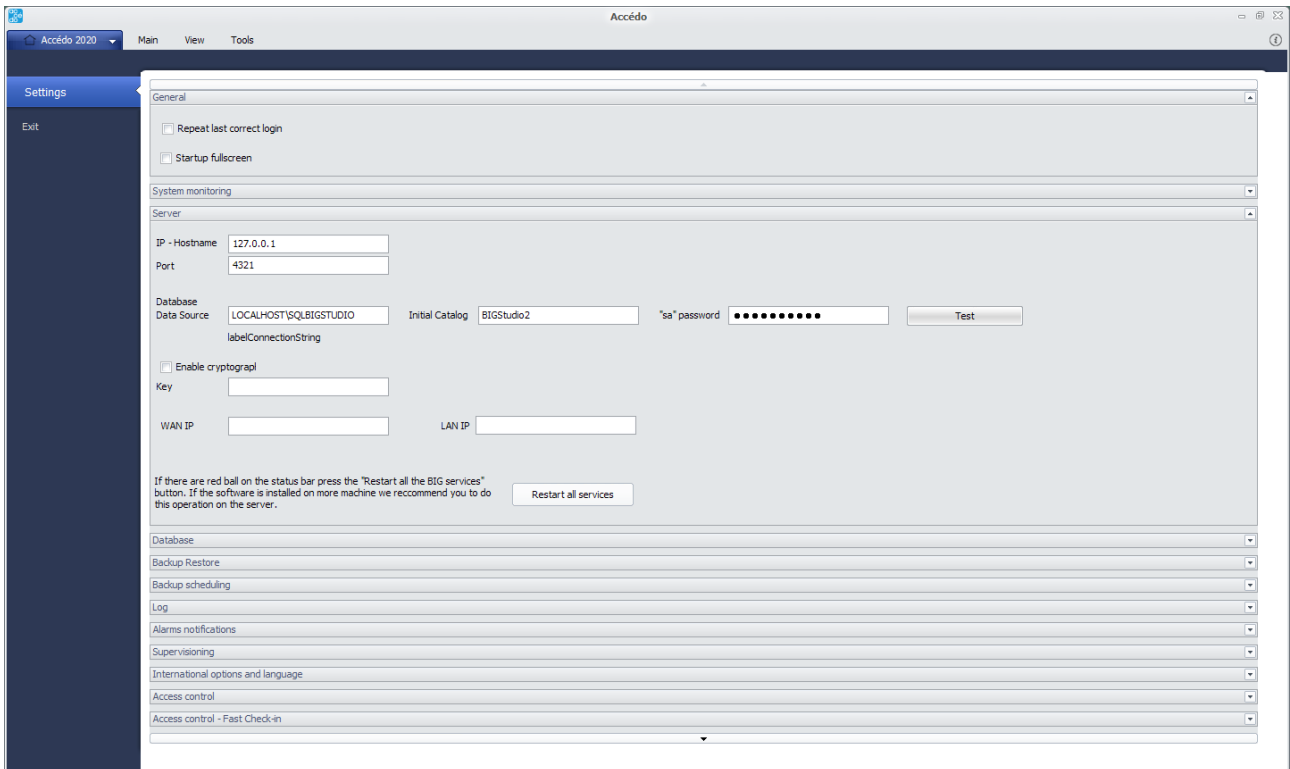 Accédo
Accédo 2020 Main View Tools
Settings
Exit
General
Repeat last correct login
Startup fullscreen
System monitoring
Server
IP - Hostname 127.0.0.1
Port 4321
Database
Data Source LOCALHOST\SQLBIGSTUDIO Initial Catalog BIGStudio2 "sa" password ●●●●●●●●●● Test
labelConnectionString
Enable cryptograpl
Key
WAN IP LAN IP
If there are red ball on the status bar press the "Restart all the BIG services"
button. If the software is installed on more machine we reccommend you to do
this operation on the server.
Restart all services
Database
Backup Restore
Backup scheduling
Log
Alarms notifications
Supervisioning
International options and language
Access control
Access control - Fast Check-in